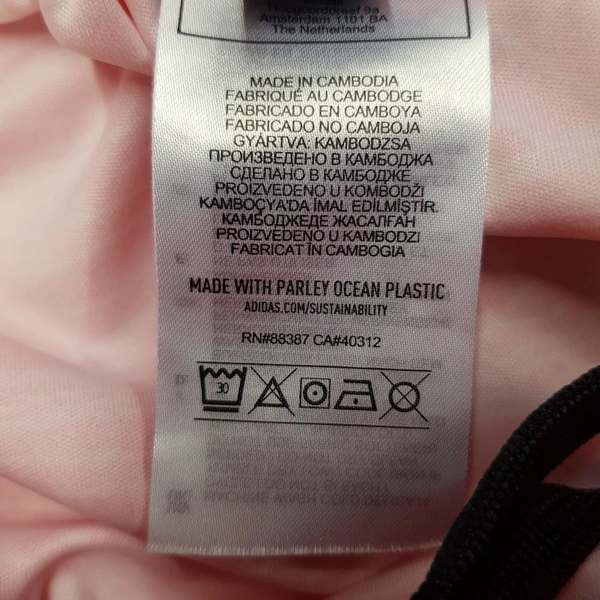 Hoogoorddreef 9a
Amsterdam 1101 BA
The Netherlands
MADE IN CAMBODIA
FABRIQUÉ AU CAMBODGE
FABRICADO EN CAMBOYA
FABRICADO NO CAMBOJA
GYÁRTVA: KAMBODZSA
ПРОИЗВЕДЕНО В КАМБОДЖА
СДЕЛАНО В КАМБОДЖЕ
PROIZVEDENO U KOMBODŽI
KAMBOÇYA'DA İMAL EDİLMİŞTİR.
КАМБОДЖЕДЕ ЖАСАЛҒАН
PROIZVEDENO U KAMBODZI
FABRICAT ÎN CAMBOGIA
MADE WITH PARLEY OCEAN PLASTIC
ADIDAS.COM/SUSTAINABILITY
RN#88387 CA#40312
30